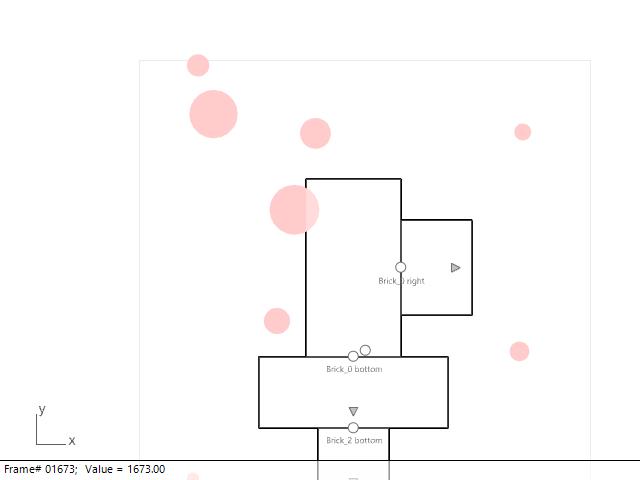 Brick_0 right
Brick_0 bottom
y
x
Brick_2 bottom
Frame# 01673; Value = 1673.00